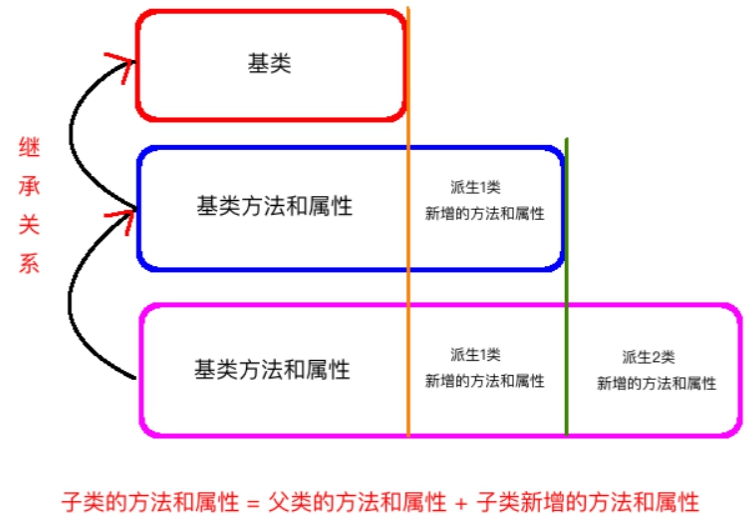 基类
继
承
关
系
基类方法和属性
派生1类
新增的方法和属性
基类方法和属性
派生1类
新增的方法和属性
派生2类
新增的方法和属性
子类的方法和属性 = 父类的方法和属性 + 子类新增的方法和属性